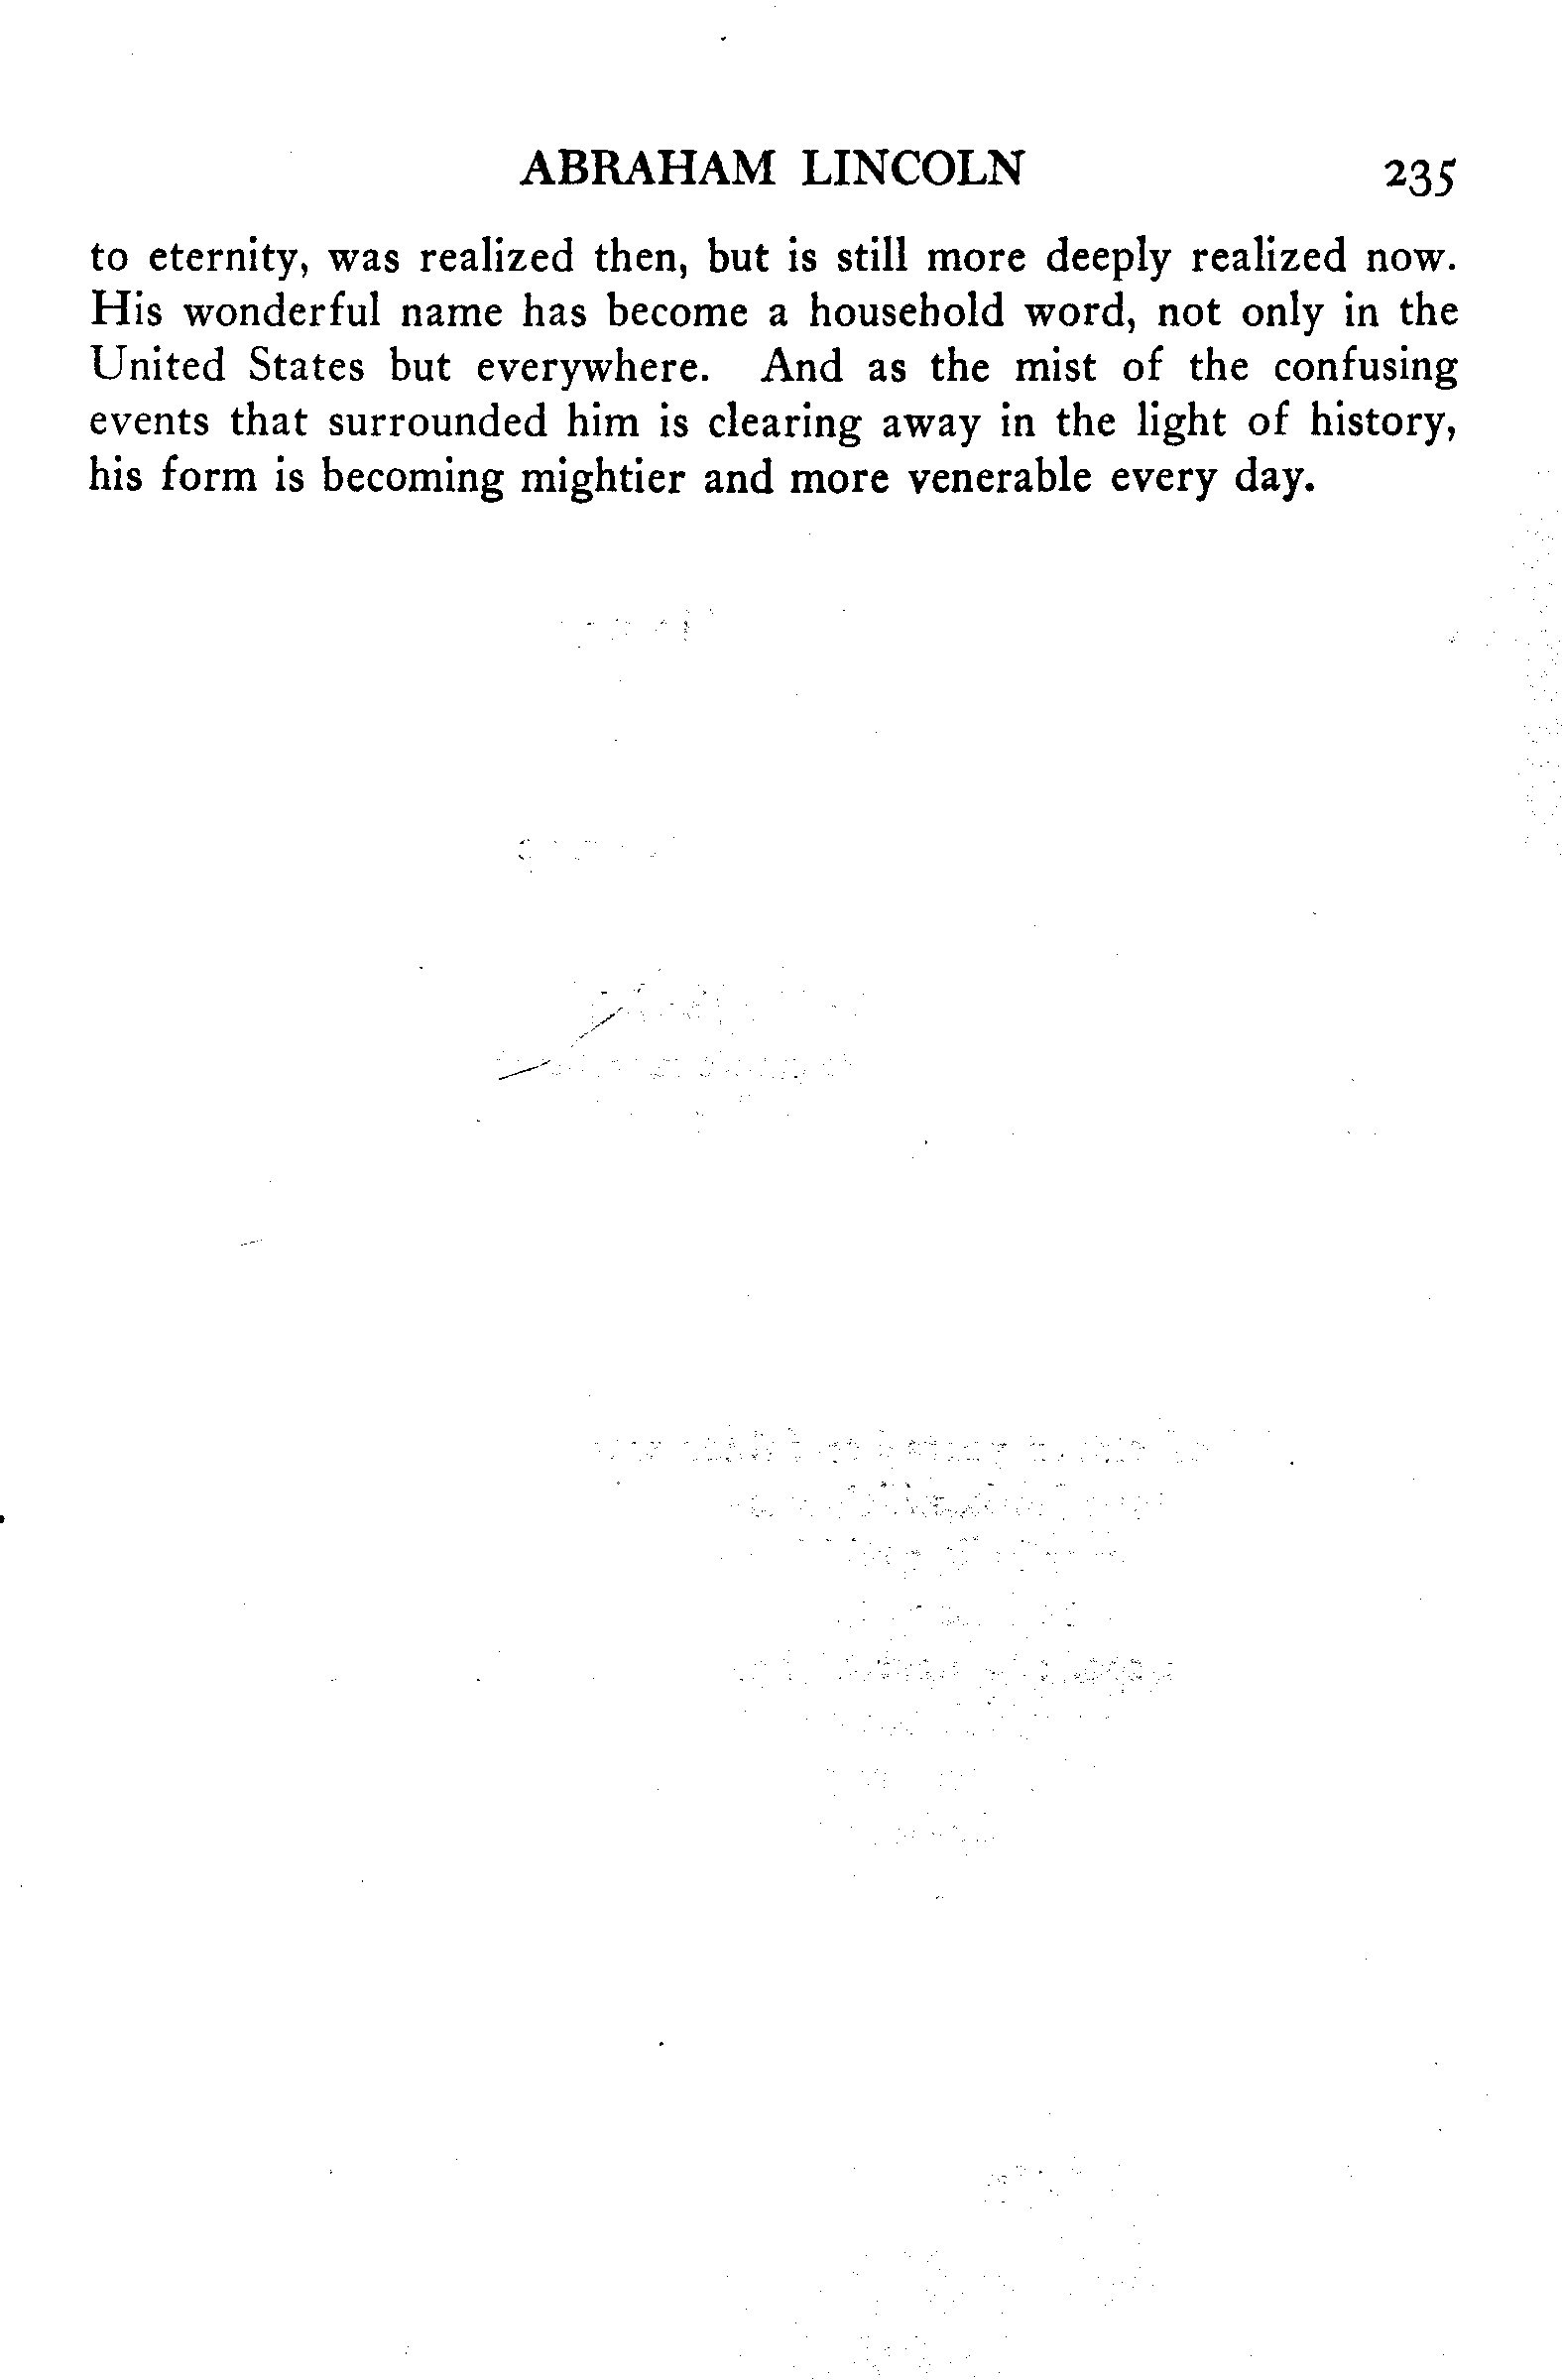 ABRAHAM LINCOLN 235
to eternity, was realized then, but is still more deeply realized now.
His wonderful name has become a household word, not only in the
United States but everywhere. And as the mist of the confusing
events that surrounded him is clearing away in the light of history,
his form is becoming mightier and more venerable every day.